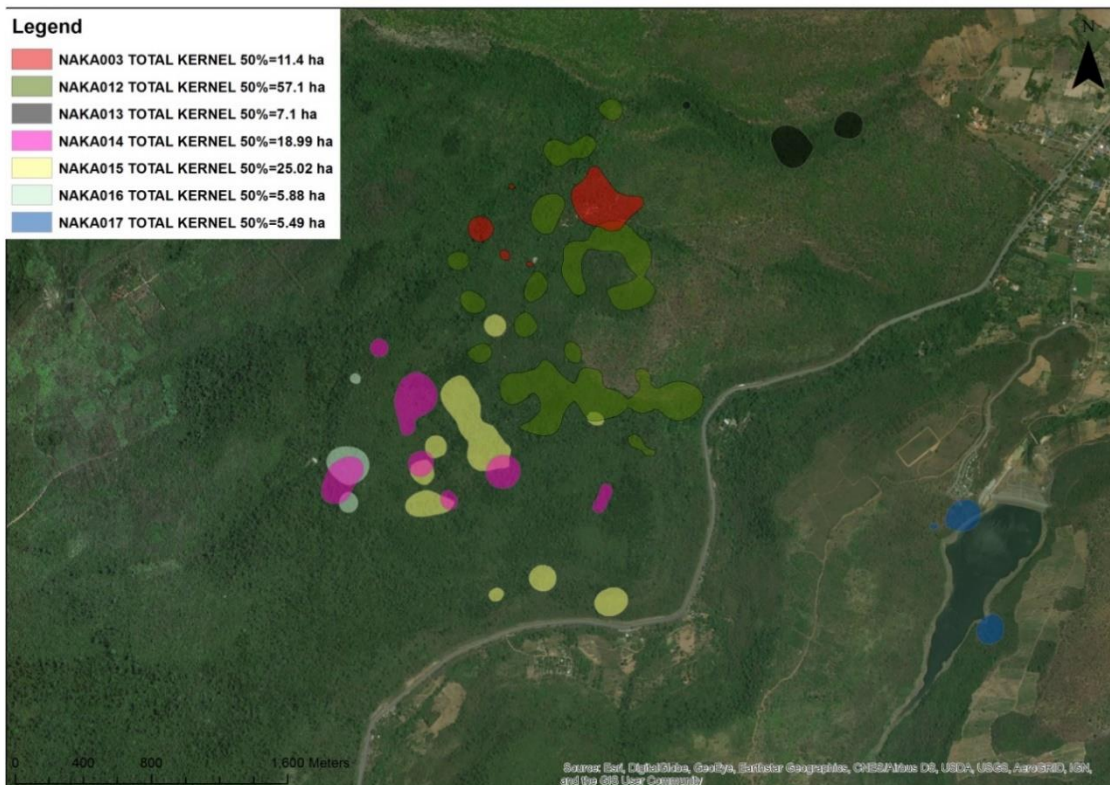 Legend
NAKA003 TOTAL KERNEL 50%=11.4 ha
NAKA012 TOTAL KERNEL 50%=57.1 ha
NAKA013 TOTAL KERNEL 50%=7.1 ha
NAKA014 TOTAL KERNEL 50%=18.99 ha
NAKA015 TOTAL KERNEL 50%=25.02 ha
NAKA016 TOTAL KERNEL 50%=5.88 ha
NAKA017 TOTAL KERNEL 50%=5.49 ha
N
0 400 800 1,600 Meters
Source: Esri, DigitalGlobe, GeoEye, Earthstar Geographics, CNES/Airbus DS, USDA, USGS, AeroGRID, IGN,
and the GIS User Community